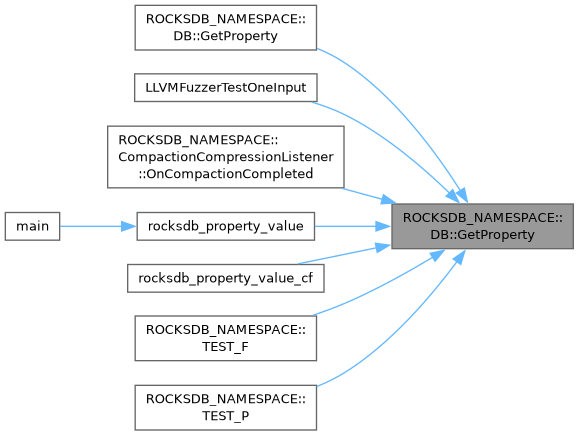 ROCKSDB_NAMESPACE::
DB::GetProperty
LLVMFuzzerTestOneInput
ROCKSDB_NAMESPACE::
CompactionCompressionListener
::OnCompactionCompleted
main
rocksdb_property_value
ROCKSDB_NAMESPACE::
DB::GetProperty
rocksdb_property_value_cf
ROCKSDB_NAMESPACE::
TEST_F
ROCKSDB_NAMESPACE::
TEST_P